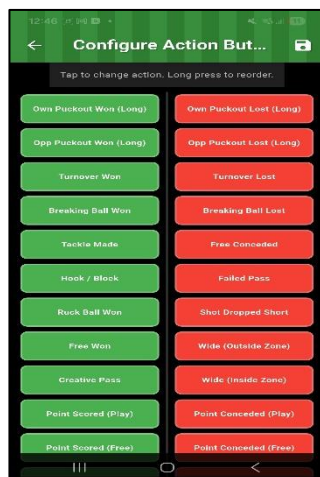 12:46
Configure Action But...
Tap to change action. Long press to reorder.
Own Puckout Won (Long)
Own Puckout Lost (Long)
Opp Puckout Won (Long)
Opp Puckout Lost (Long)
Turnover Won
Turnover Lost
Breaking Ball Won
Breaking Ball Lost
Tackle Made
Free Conceded
Hook / Block
Failed Pass
Ruck Ball Won
Shot Dropped Short
Free Won
Wide (Outside Zone)
Creative Pass
Wide (Inside Zone)
Point Scored (Play)
Point Conceded (Play)
Point Scored (Free)
Point Conceded (Free)